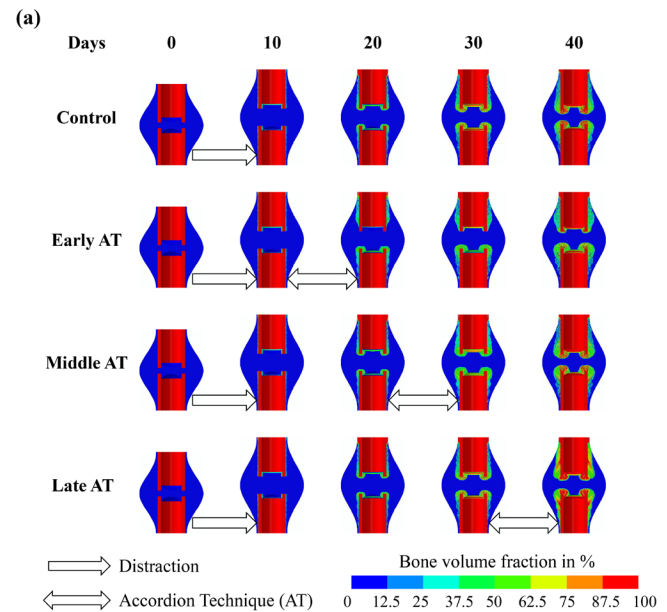 (a)
Days 0 10 20 30 40
Control
Early AT
Middle AT
Late AT
Distraction
Accordion Technique (AT)
Bone volume fraction in %
0 12.5 25 37.5 50 62.5 75 87.5 100